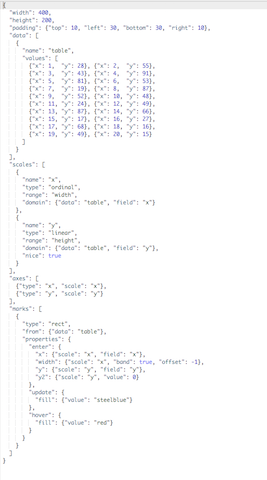 {
"width": 400,
"height": 200,
"padding": {"top": 10, "left": 30, "bottom": 30, "right": 10},
"data": [
{
"name": "table",
"values": [
{"x": 1, "y": 28}, {"x": 2, "y": 55},
{"x": 3, "y": 43}, {"x": 4, "y": 91},
{"x": 5, "y": 81}, {"x": 6, "y": 53},
{"x": 7, "y": 19}, {"x": 8, "y": 87},
{"x": 9, "y": 52}, {"x": 10, "y": 48},
{"x": 11, "y": 24}, {"x": 12, "y": 49},
{"x": 13, "y": 87}, {"x": 14, "y": 66},
{"x": 15, "y": 17}, {"x": 16, "y": 27},
{"x": 17, "y": 68}, {"x": 18, "y": 16},
{"x": 19, "y": 49}, {"x": 20, "y": 15}
]
}
],
"scales": [
{
"name": "x",
"type": "ordinal",
"range": "width",
"domain": {"data": "table", "field": "x"}
},
{
"name": "y",
"type": "linear",
"range": "height",
"domain": {"data": "table", "field": "y"},
"nice": true
}
],
"axes": [
{"type": "x", "scale": "x"},
{"type": "y", "scale": "y"}
],
"marks": [
{
"type": "rect",
"from": {"data": "table"},
"properties": {
"enter": {
"x": {"scale": "x", "field": "x"},
"width": {"scale": "x", "band": true, "offset": -1},
"y": {"scale": "y", "field": "y"},
"y2": {"scale": "y", "value": 0}
},
"update": {
"fill": {"value": "steelblue"}
},
"hover": {
"fill": {"value": "red"}
}
}
}
]
}